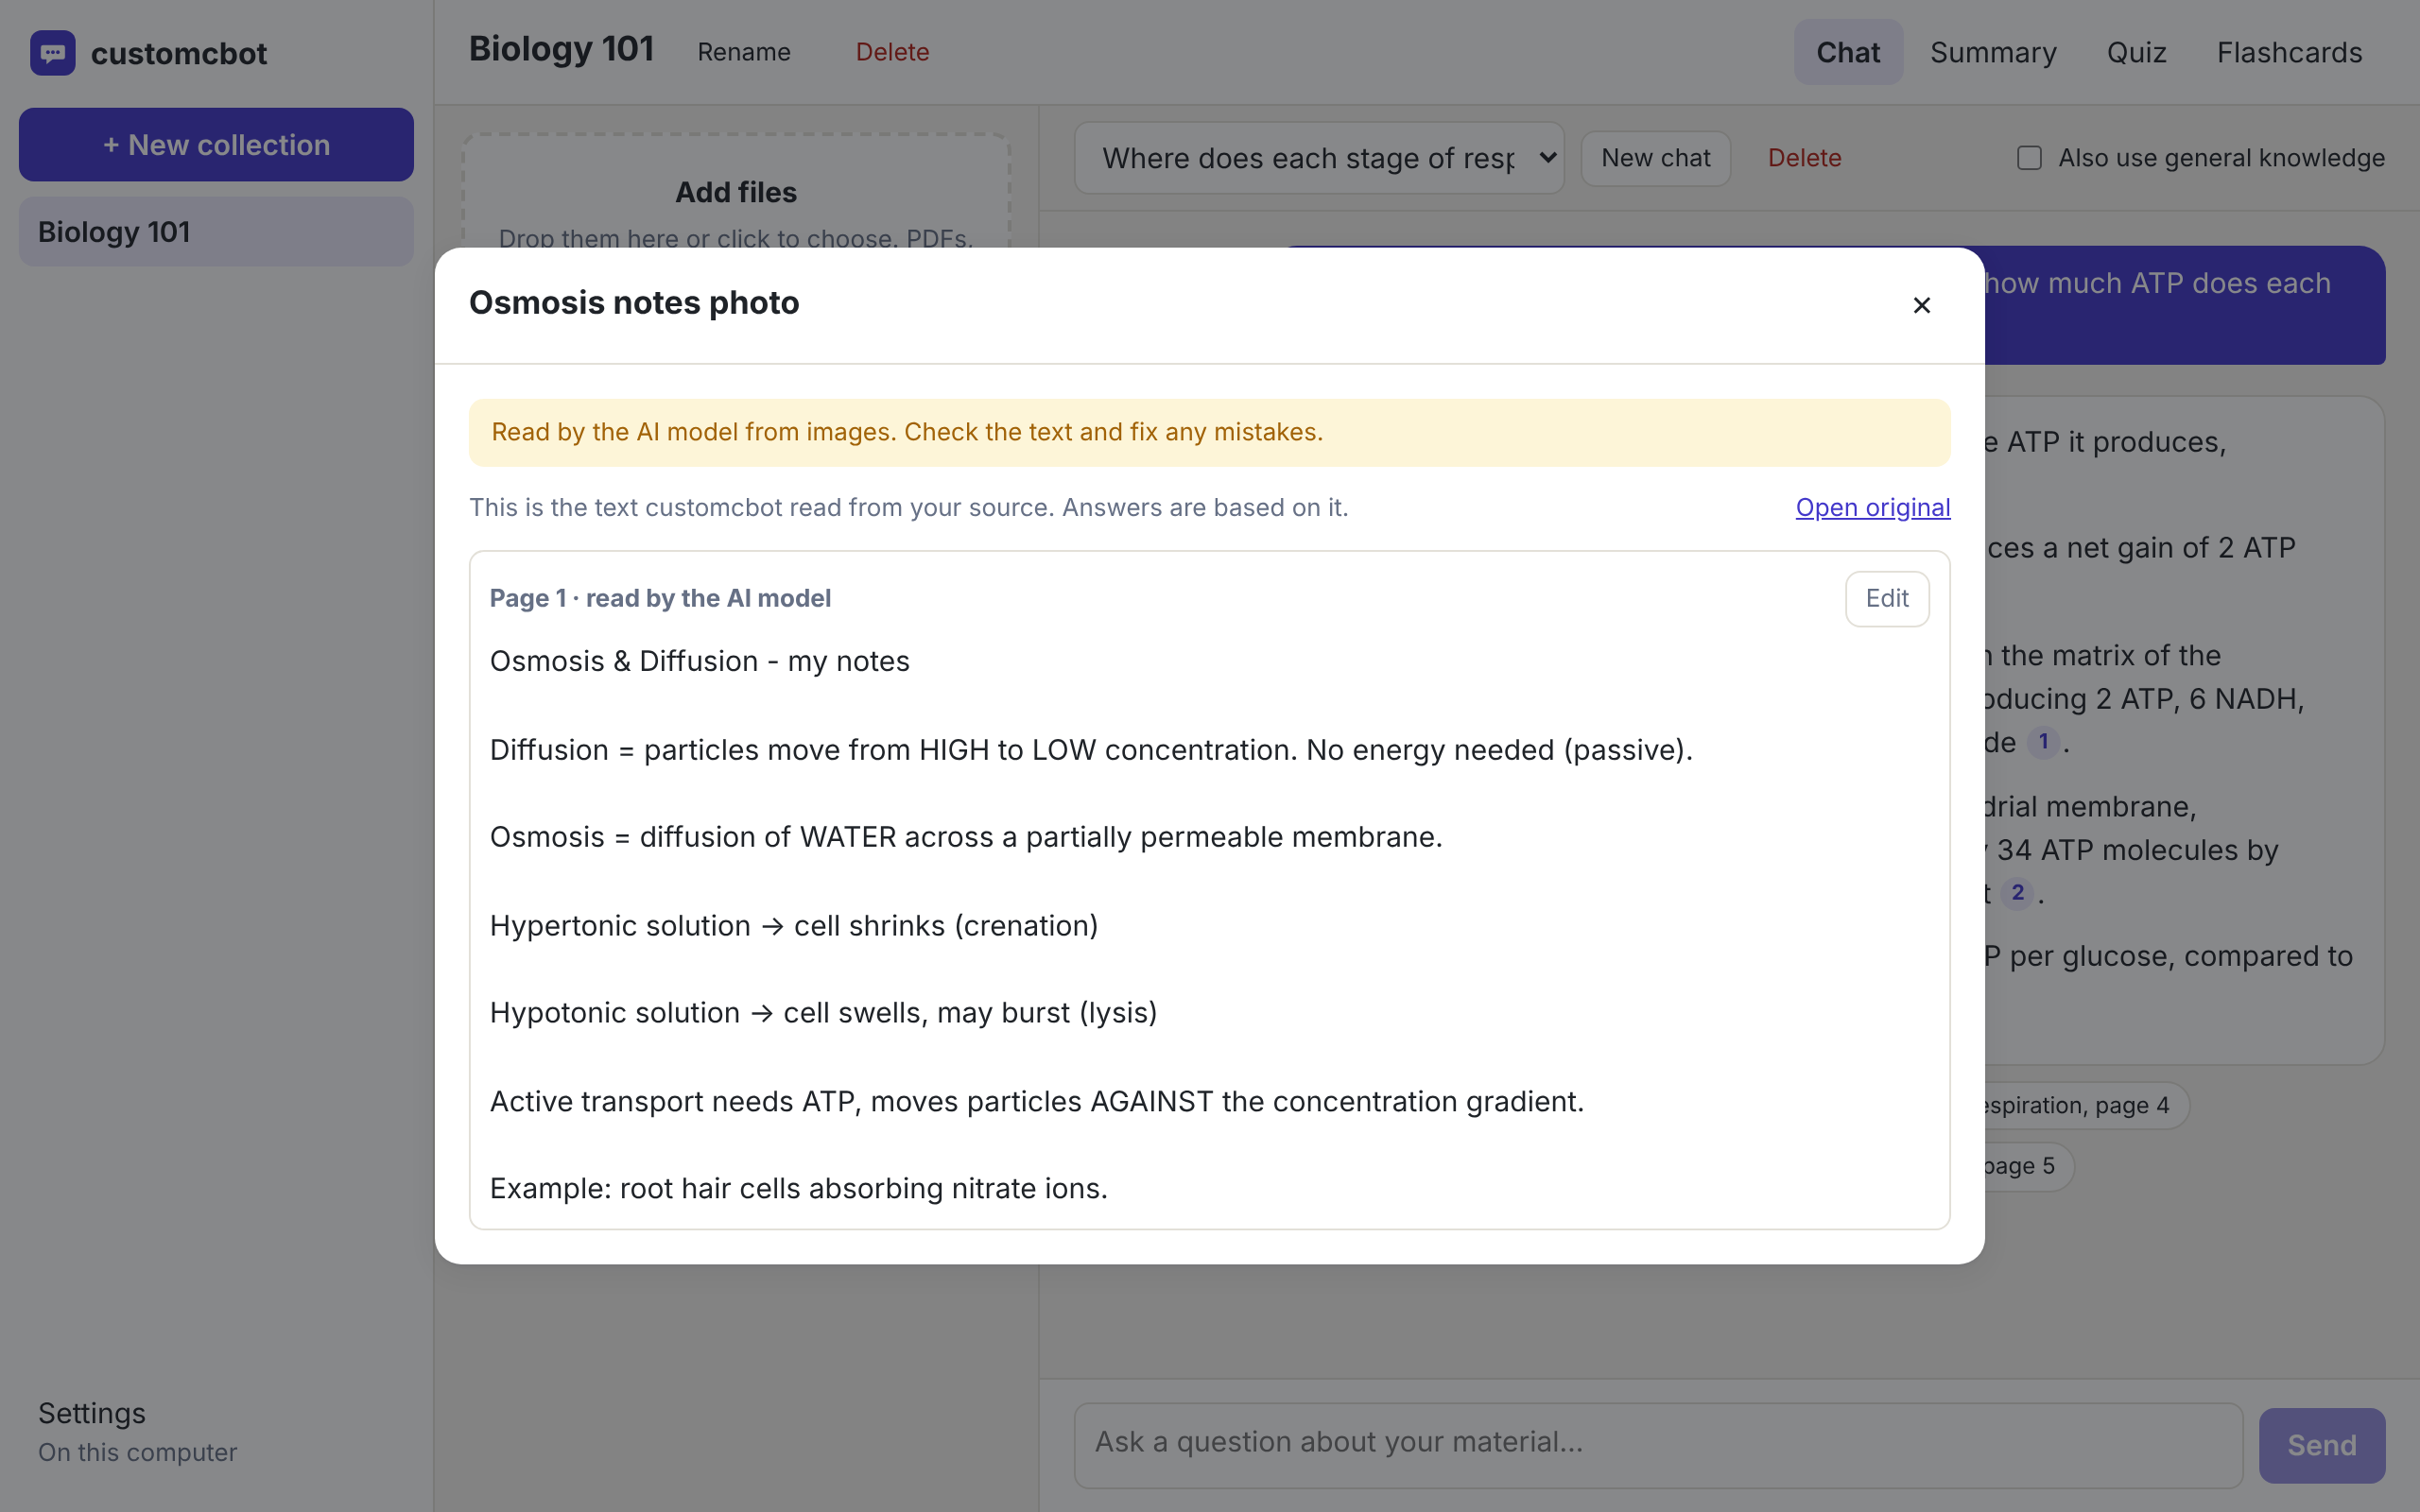 customcbot
+ New collection
Biology 101
Settings
On this computer
Biology 101
Rename
Delete
Chat
Summary
Quiz
Flashcards
Add files
Drop them here or click to choose. PDFs,
Where does each stage of resp
New chat
Delete
Also use general knowledge
how much ATP does each
ATP it produces,
a net gain of 2 ATP
the matrix of the
2 ATP, 6 NADH,
1 .
membrane,
34 ATP molecules by
2 .
per glucose, compared to
page 4
page 5
Osmosis notes photo
×
Read by the AI model from images. Check the text and fix any mistakes.
This is the text customcbot read from your source. Answers are based on it.
Open original
Page 1 · read by the AI model
Edit
Osmosis & Diffusion - my notes
Diffusion = particles move from HIGH to LOW concentration. No energy needed (passive).
Osmosis = diffusion of WATER across a partially permeable membrane.
Hypertonic solution → cell shrinks (crenation)
Hypotonic solution → cell swells, may burst (lysis)
Active transport needs ATP, moves particles AGAINST the concentration gradient.
Example: root hair cells absorbing nitrate ions.
Ask a question about your material...
Send